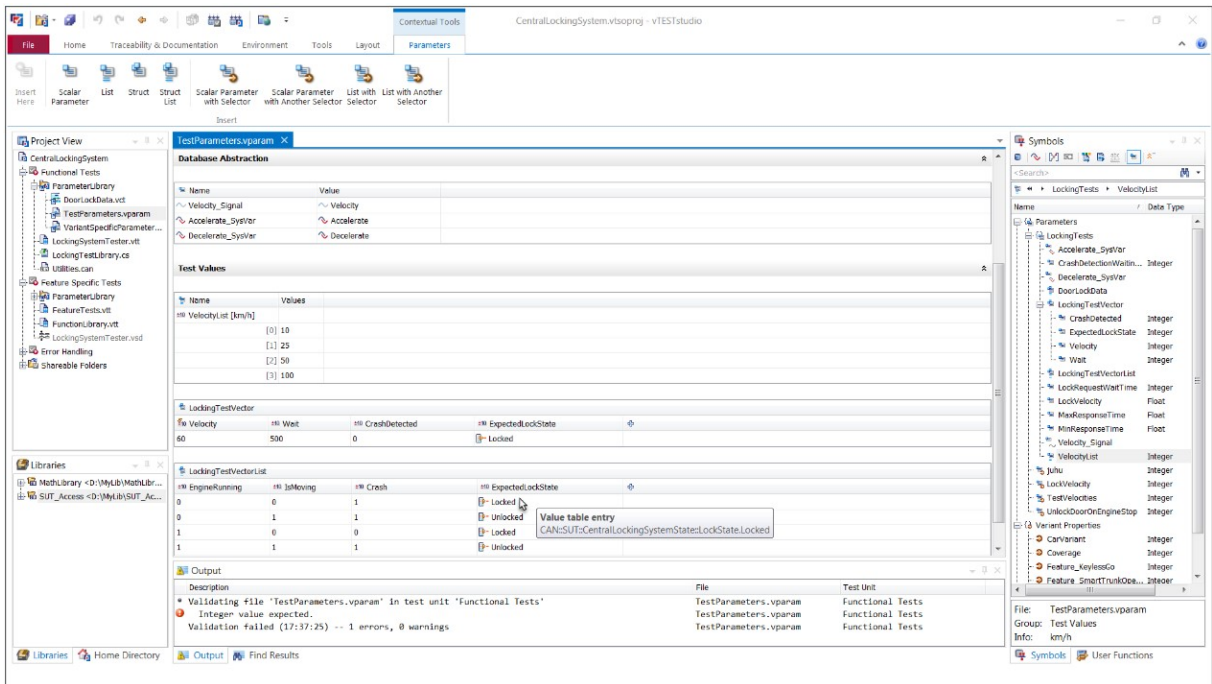 Contextual Tools
CentralLockingSystem.vtsoproj - vTESTstudio
File Home Traceability & Documentation Environment Tools Layout Parameters
Insert Here
Scalar Parameter
List
Struct
Struct List
Scalar Parameter with Selector
Scalar Parameter with Another Selector
List with Selector
List with Another Selector
Insert
Project View
CentralLockingSystem
Functional Tests
ParameterLibrary
DoorLockData.vct
TestParameters.vparam
VariantSpecificParameter...
LockingSystemTester.vtt
LockingTestLibrary.cs
Utilities.can
Feature Specific Tests
ParameterLibrary
FeatureTests.vtt
FunctionLibrary.vtt
LockingSystemTester.vsd
Error Handling
Shareable Folders
Libraries
MathLibrary <D:\MyLib\MathLibr...
SUT_Access <D:\MyLib\SUT_Ac...
Libraries Home Directory
TestParameters.vparam
Database Abstraction
Name Value
Velocity_Signal Velocity
Accelerate_SysVar Accelerate
Decelerate_SysVar Decelerate
Test Values
Name Values
VelocityList [km/h]
[0] 10
[1] 25
[2] 50
[3] 100
LockingTestVector
Velocity Wait CrashDetected ExpectedLockState
60 500 0 Locked
LockingTestVectorList
EngineRunning IsMoving Crash ExpectedLockState
0 0 1 Locked
0 1 1 Unlocked
1 0 0 Locked
1 1 1 Unlocked
Value table entry
CAN::SUT::CentralLockingSystemState::LockState.Locked
Output
Description File Test Unit
* Validating file 'TestParameters.vparam' in test unit 'Functional Tests' TestParameters.vparam Functional Tests
Integer value expected. TestParameters.vparam Functional Tests
Validation failed (17:37:25) -- 1 errors, 0 warnings TestParameters.vparam Functional Tests
Output Find Results
Symbols
<Search>
LockingTests VelocityList
Name Data Type
Parameters
LockingTests
Accelerate_SysVar
CrashDetectionWaitin... Integer
Decelerate_SysVar
DoorLockData
LockingTestVector
CrashDetected Integer
ExpectedLockState Integer
Velocity Integer
Wait Integer
LockingTestVectorList
LockRequestWaitTime Integer
LockVelocity Float
MaxResponseTime Float
MinResponseTime Float
Velocity_Signal
VelocityList Integer
Juhu Integer
LockVelocity Integer
TestVelocities Integer
UnlockDoorOnEngineStop Integer
Variant Properties
CarVariant Integer
Coverage Integer
Feature_KeylessGo Integer
Feature_SmartTrunkOpe... Integer
File: TestParameters.vparam
Group: Test Values
Info: km/h
Symbols User Functions